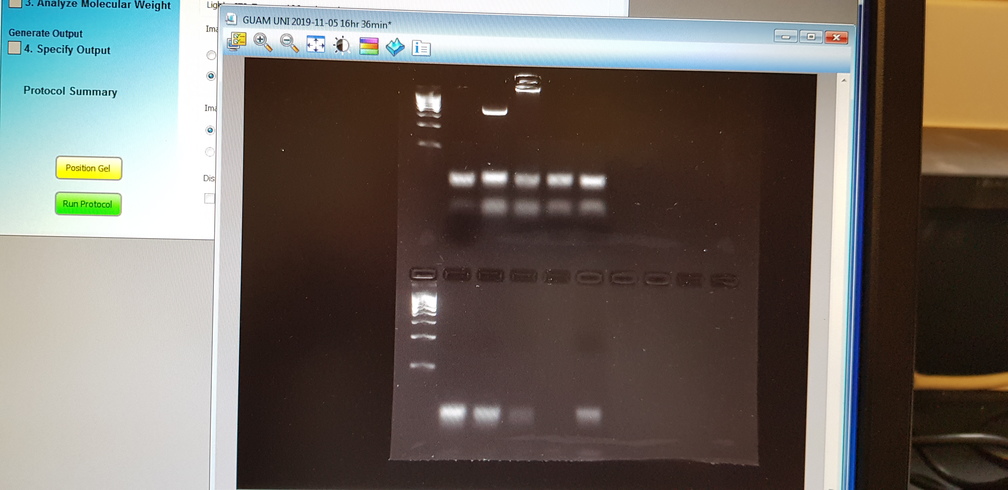 3. Analyze Molecular Weight
Generate Output
4. Specify Output
Protocol Summary
Position Gel
Run Protocol
GUAM UNI 2019-11-05 16hr 36min*